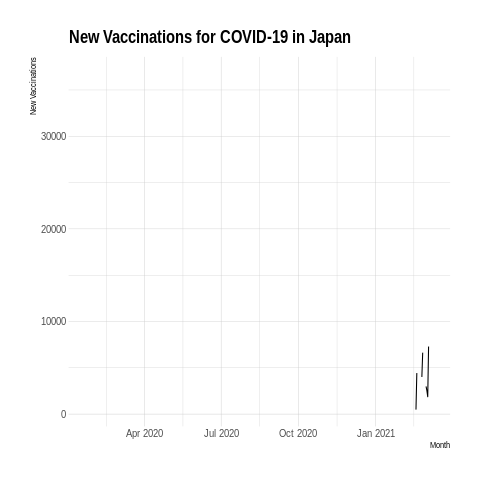 New Vaccinations for COVID-19 in Japan
New Vaccinations
30000
20000
10000
0
Apr 2020 Jul 2020 Oct 2020 Jan 2021
Month